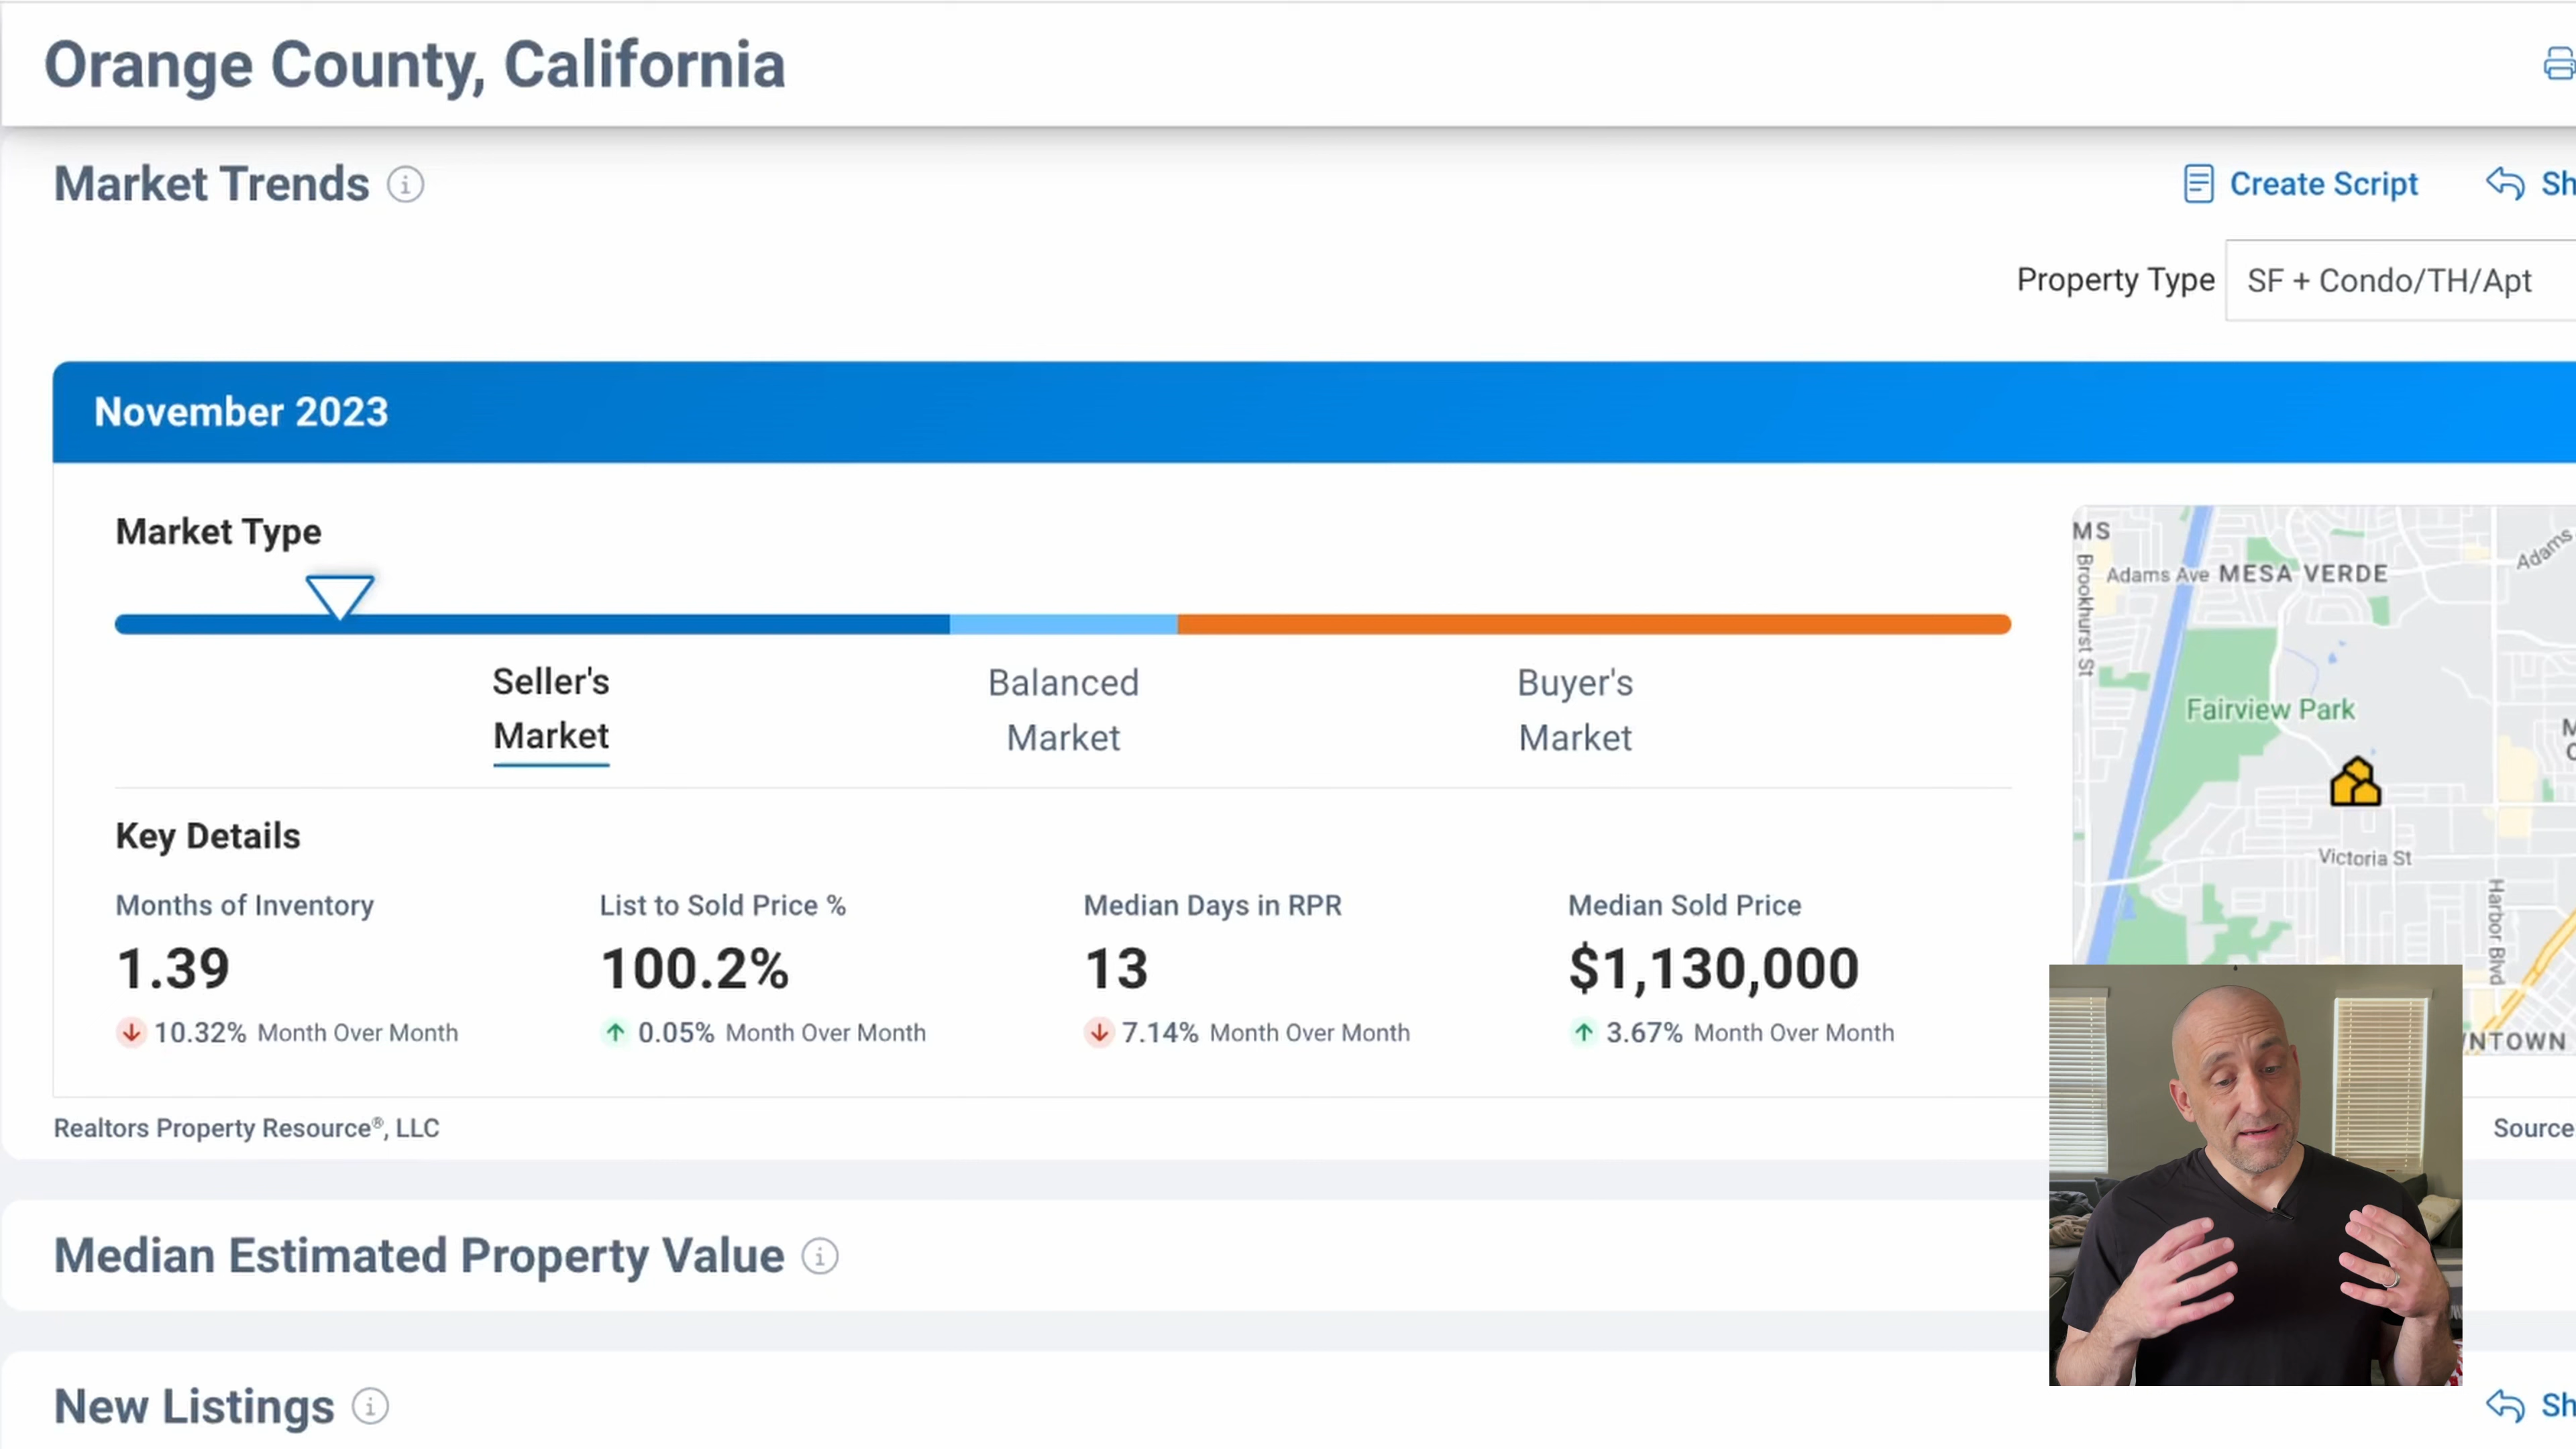 Orange County, California
Market Trends
Create Script
Sh
Property Type
SF + Condo/TH/Apt
November 2023
Market Type
Seller's
Market
Balanced
Market
Buyer's
Market
Key Details
Months of Inventory
1.39
10.32% Month Over Month
List to Sold Price %
100.2%
0.05% Month Over Month
Median Days in RPR
13
7.14% Month Over Month
Median Sold Price
$1,130,000
3.67% Month Over Month
MS
Brookhurst St
Adams Ave
MESA VERDE
Adams
Fairview Park
Victoria St
Harbor Blvd
NTOWN
Realtors Property Resource®, LLC
Source
Median Estimated Property Value
New Listings
Sh